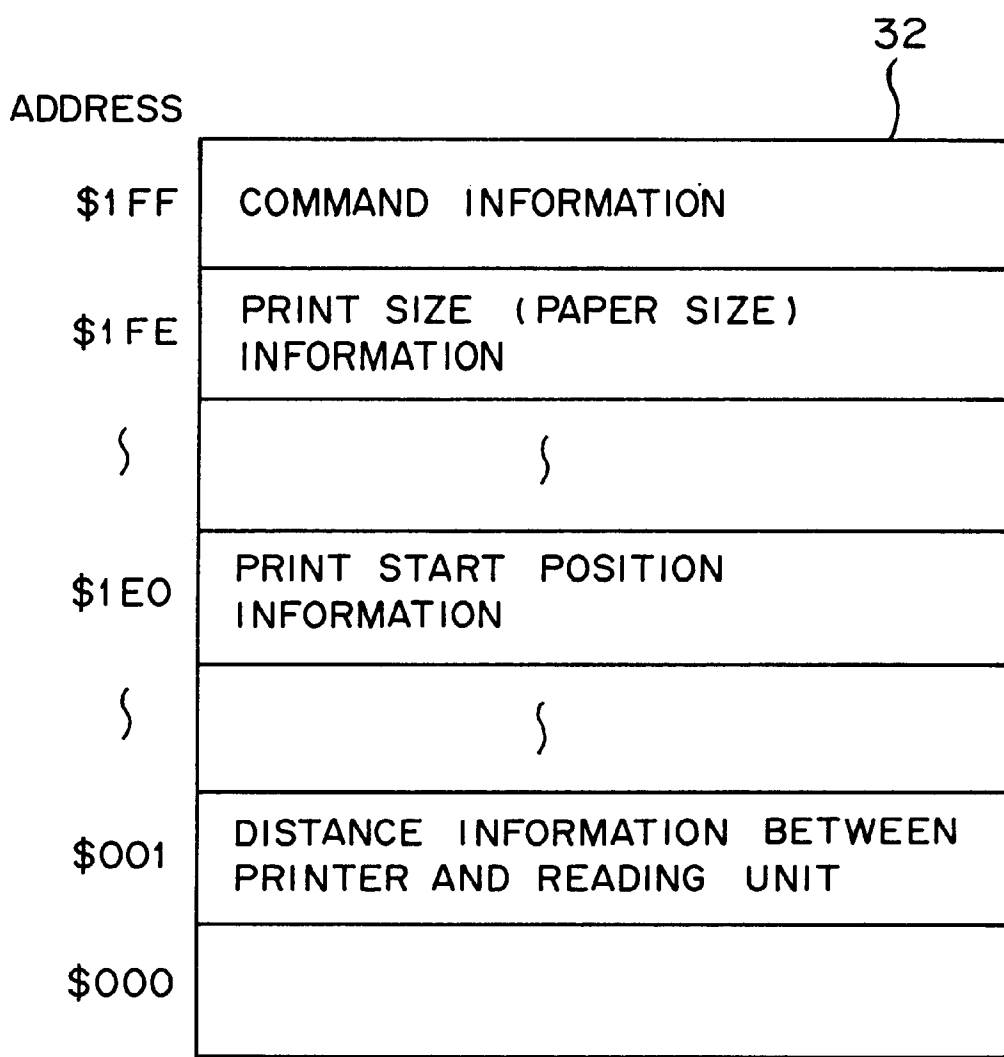 32
ADDRESS
$1FF COMMAND INFORMATION
$1FE PRINT SIZE (PAPER SIZE)
INFORMATION
$1E0 PRINT START POSITION
INFORMATION
$001 DISTANCE INFORMATION BETWEEN
PRINTER AND READING UNIT
$000